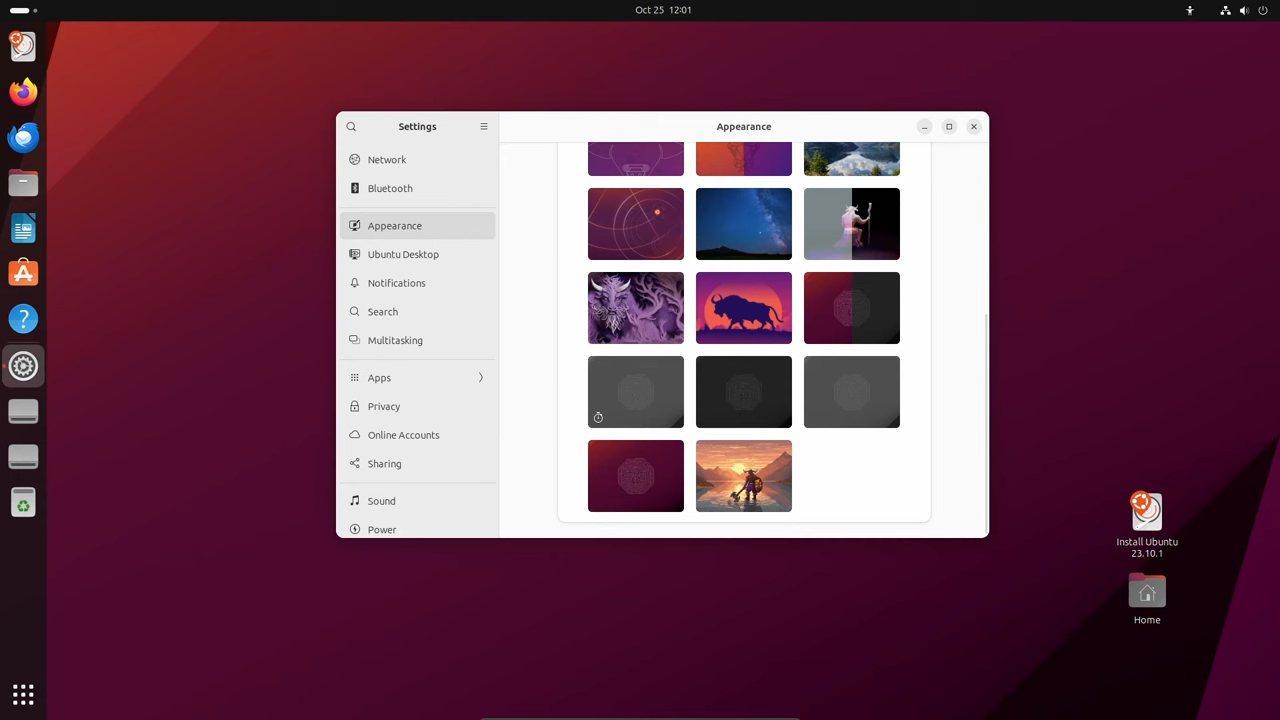 Oct 25 12:01
Settings
Appearance
Network
Bluetooth
Appearance
Ubuntu Desktop
Notifications
Search
Multitasking
Apps
Privacy
Online Accounts
Sharing
Sound
Power
Install Ubuntu
23.10.1
Home